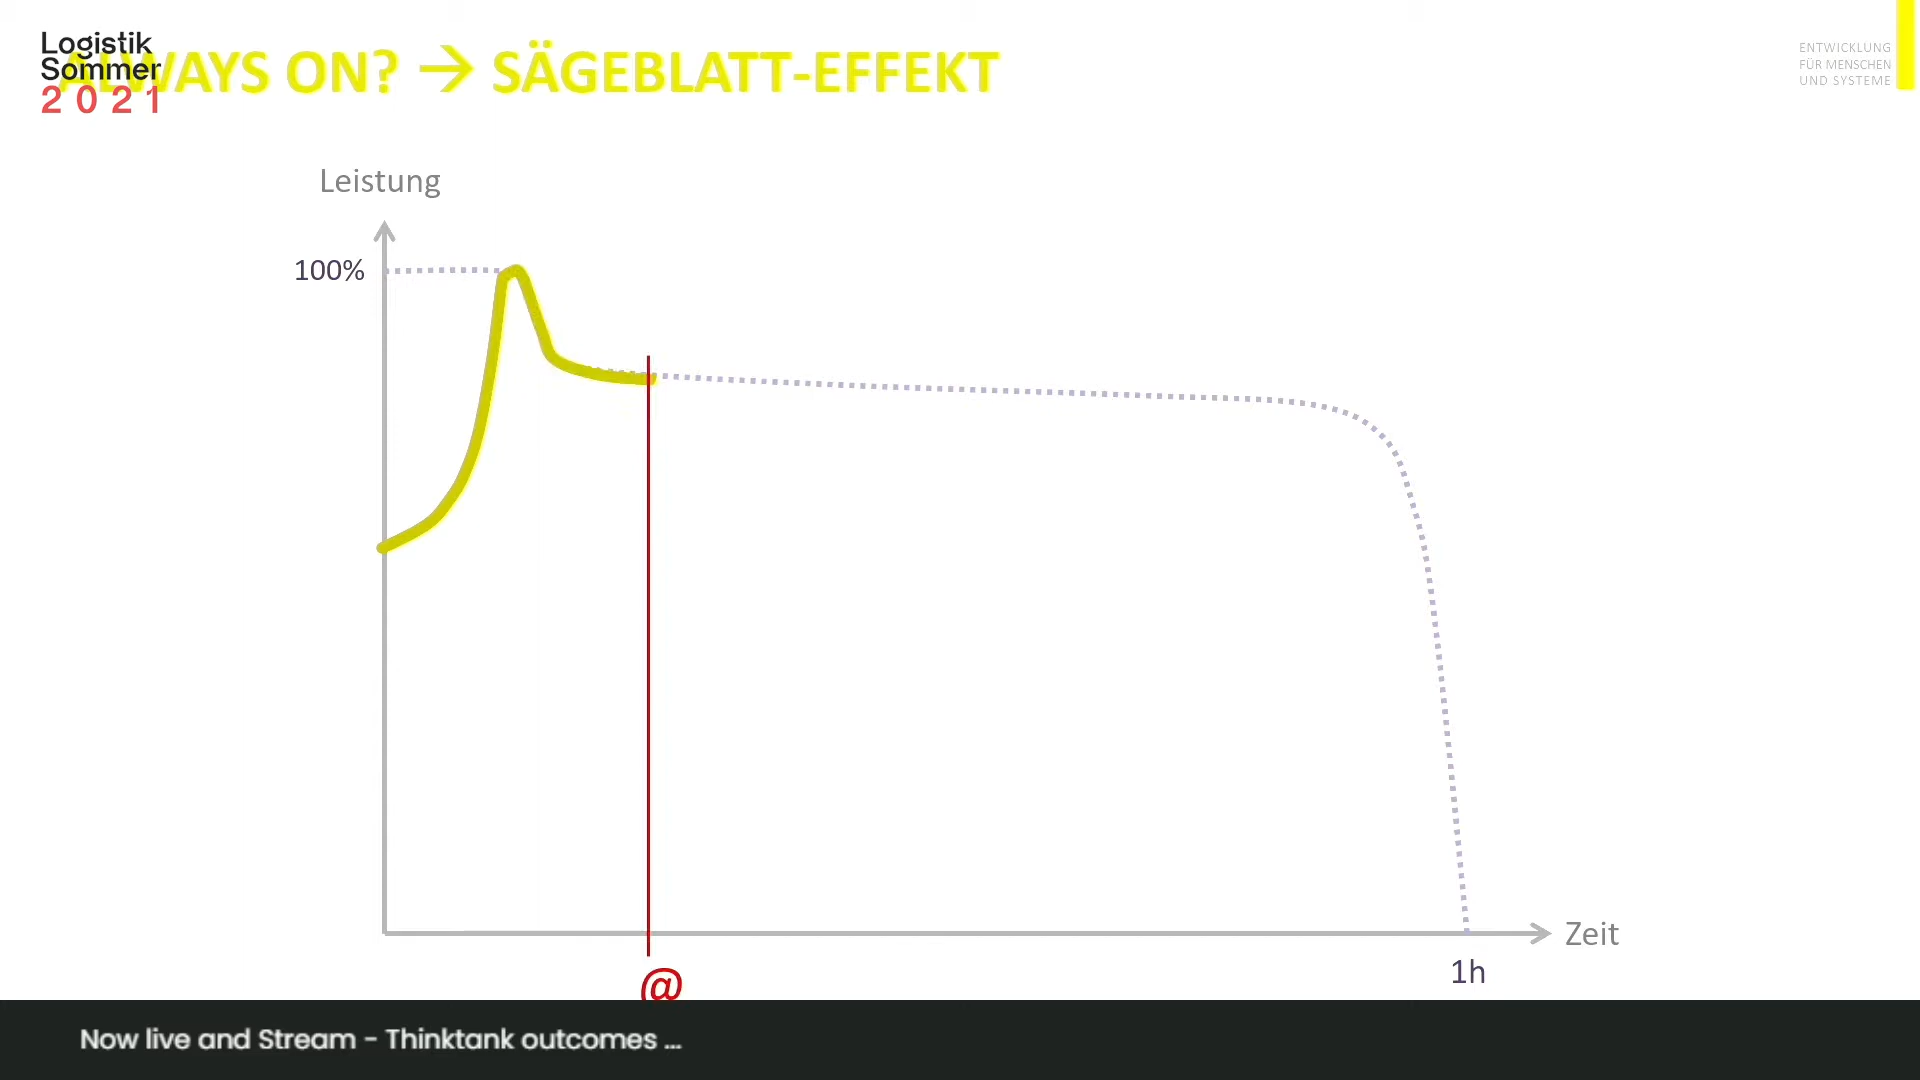 Logistik
Sommer
2021
ALWAYS ON? → SÄGEBLATT-EFFEKT
ENTWICKLUNG
FÜR MENSCHEN
UND SYSTEME
Leistung
100%
Zeit
1h
@
Now live and Stream - Thinktank outcomes ...